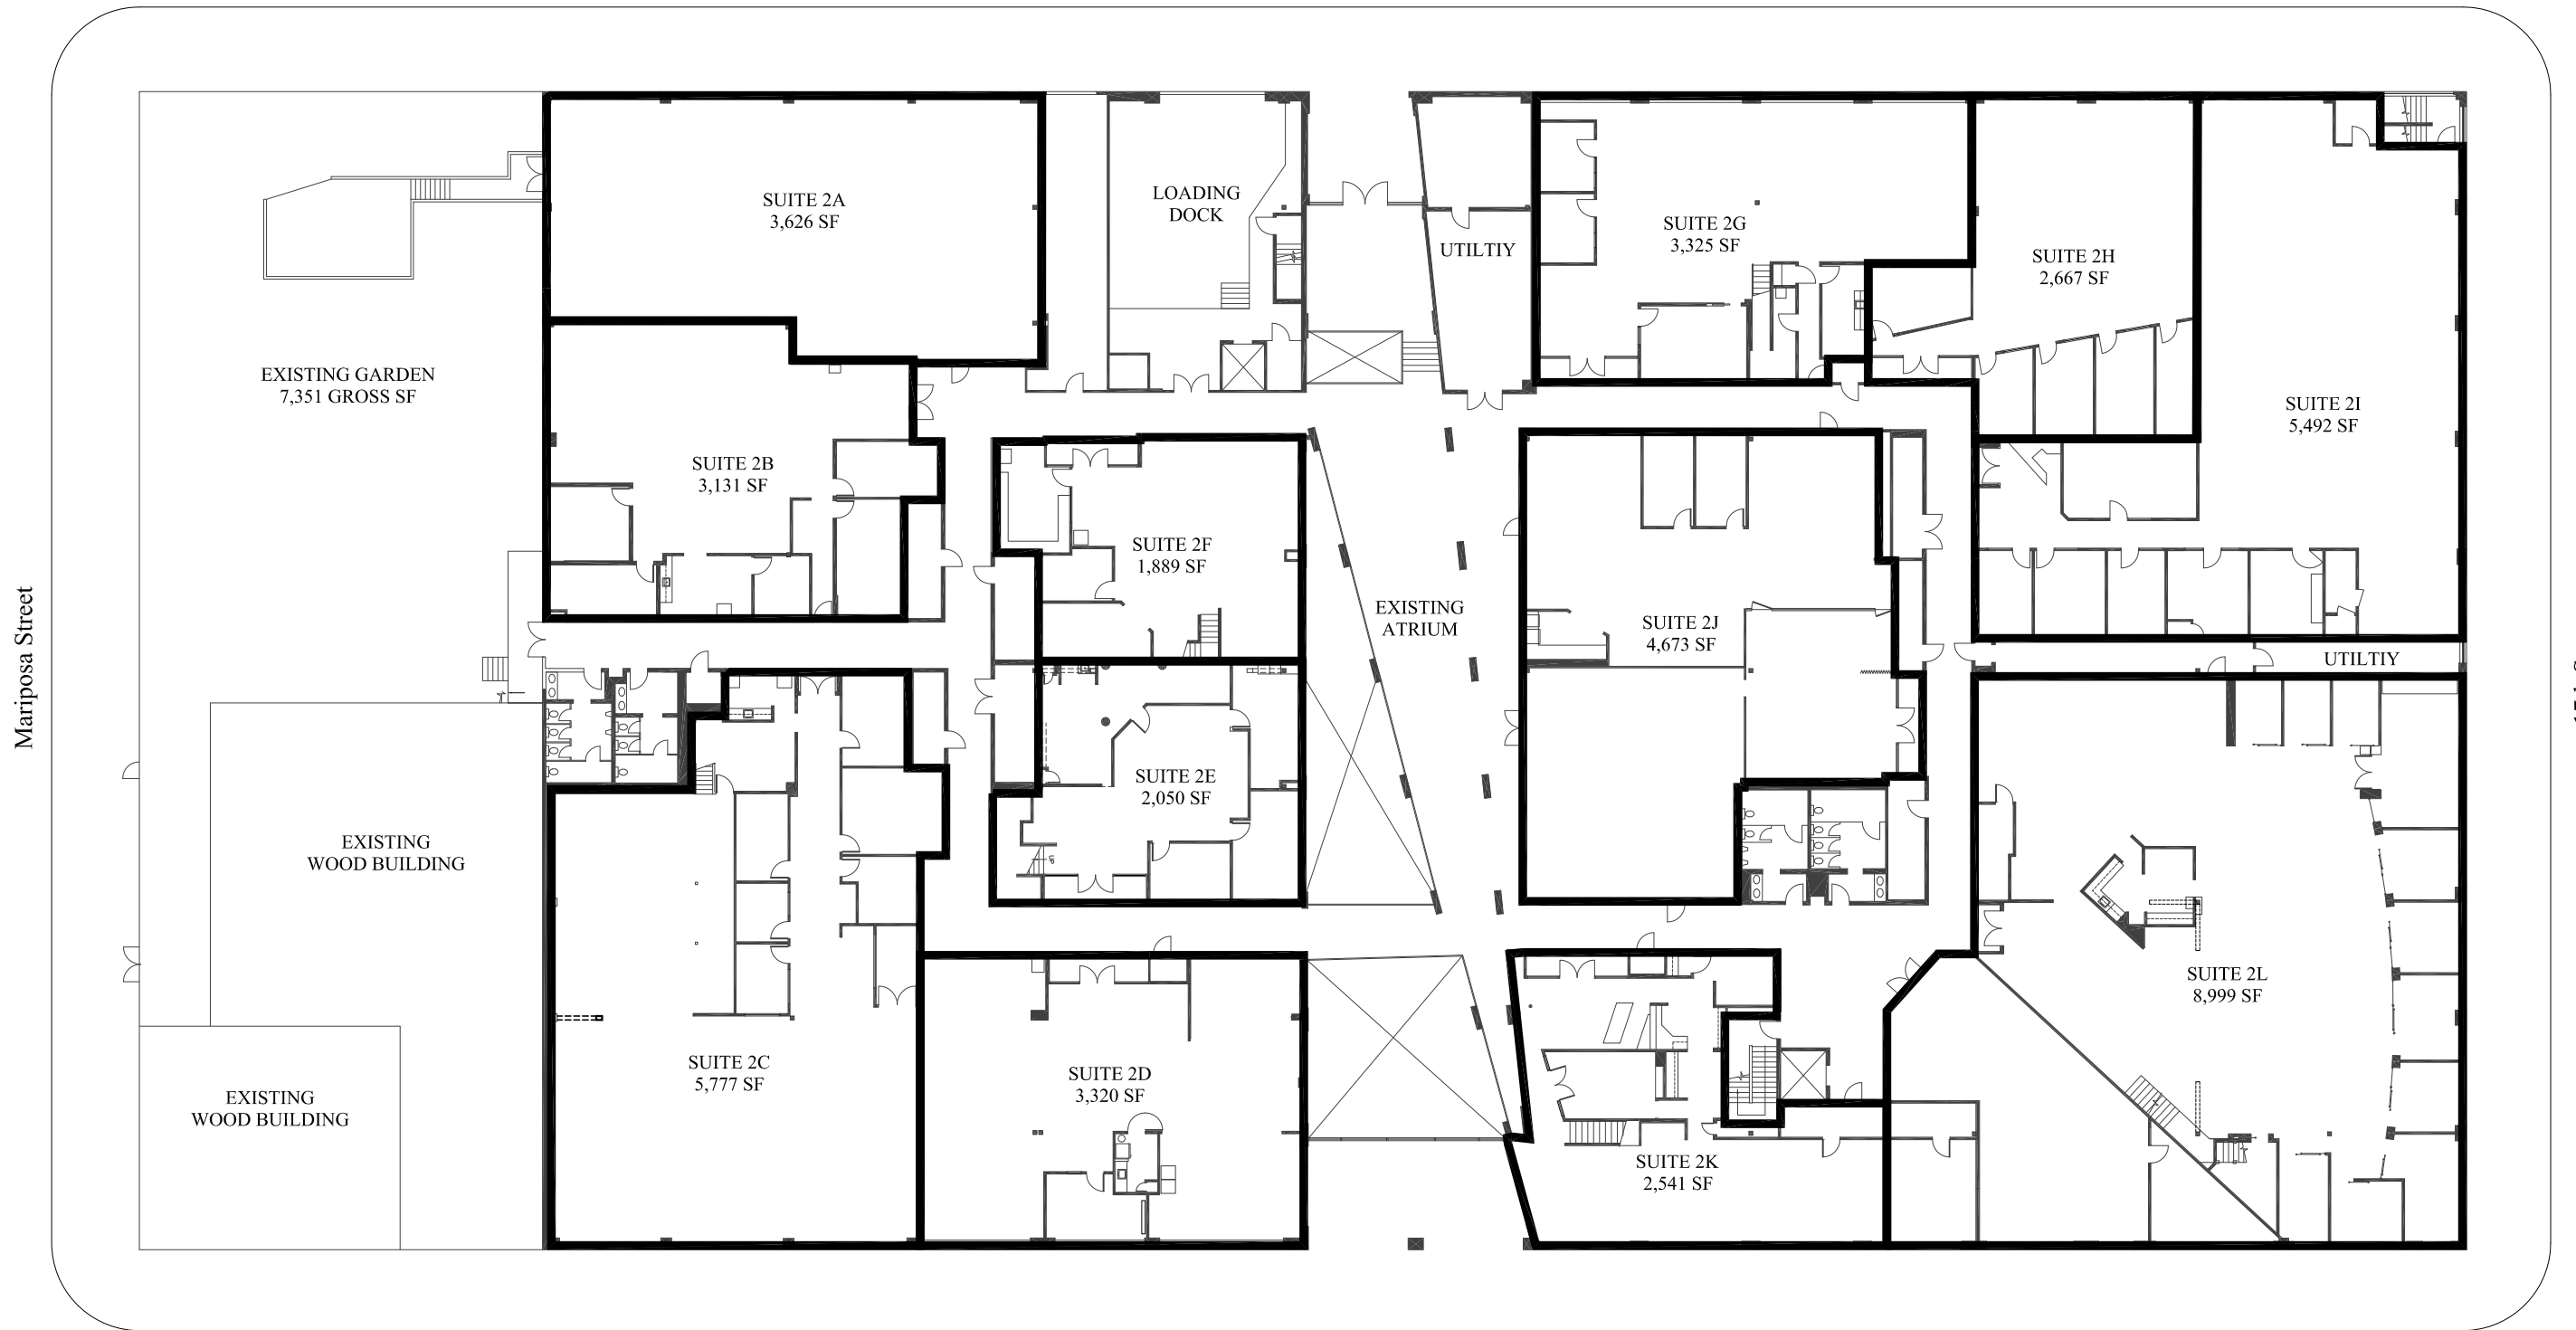 SUITE 2A
3,626 SF
LOADING
DOCK
UTILTIY
SUITE 2G
3,325 SF
SUITE 2H
2,667 SF
SUITE 2I
5,492 SF
EXISTING GARDEN
7,351 GROSS SF
SUITE 2B
3,131 SF
SUITE 2F
1,889 SF
EXISTING
ATRIUM
SUITE 2J
4,673 SF
UTILTIY
Mariposa Street
SUITE 2E
2,050 SF
EXISTING
WOOD BUILDING
SUITE 2L
8,999 SF
SUITE 2C
5,777 SF
SUITE 2D
3,320 SF
EXISTING
WOOD BUILDING
SUITE 2K
2,541 SF